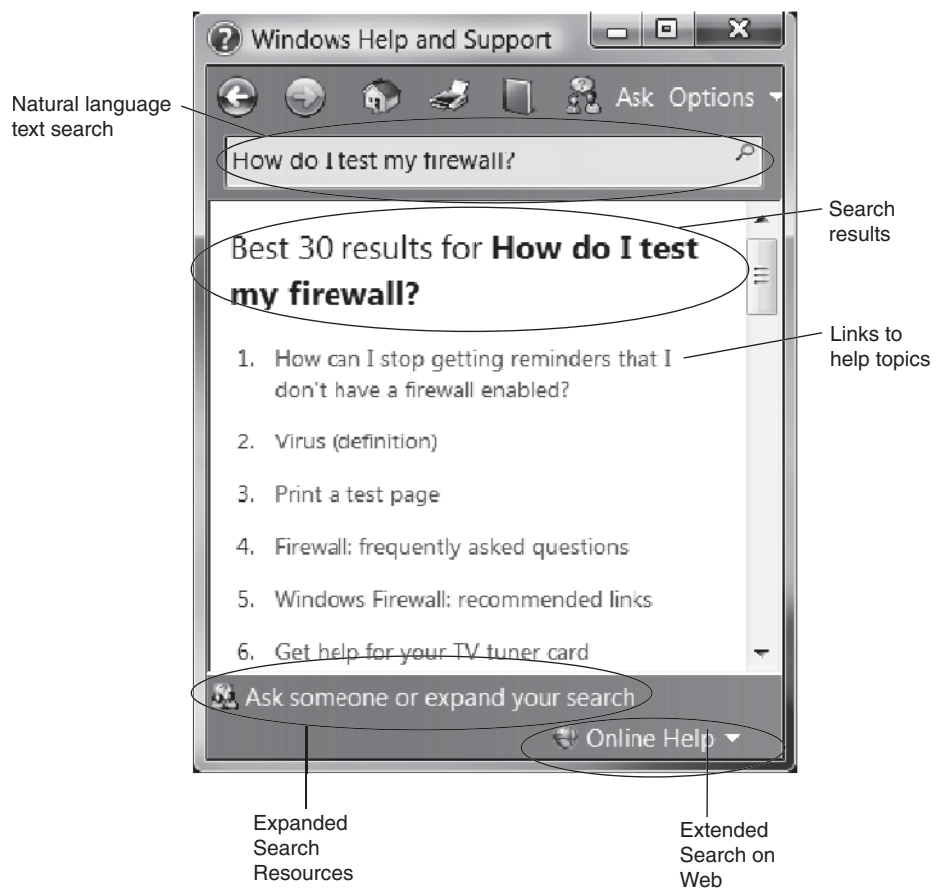 Windows Help and Support
Ask Options
Natural language
text search
How do I test my firewall?
Search
results
Best 30 results for How do I test
my firewall?
Links to
help topics
1. How can I stop getting reminders that I
don't have a firewall enabled?
2. Virus (definition)
3. Print a test page
4. Firewall: frequently asked questions
5. Windows Firewall: recommended links
6. Get help for your TV tuner card
Ask someone or expand your search
Online Help
Expanded
Search
Resources
Extended
Search on
Web